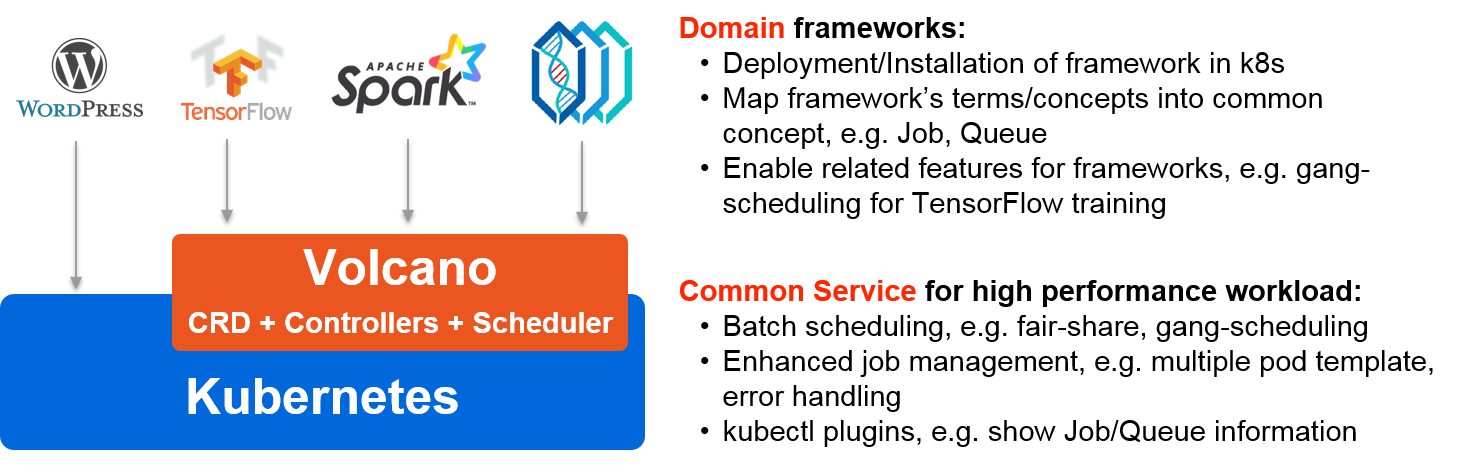 WORDPRESS
TensorFlow
APACHE
Spark™
Volcano
CRD + Controllers + Scheduler
Kubernetes
Domain frameworks:
• Deployment/Installation of framework in k8s
• Map framework’s terms/concepts into common
concept, e.g. Job, Queue
• Enable related features for frameworks, e.g. gang-
scheduling for TensorFlow training
Common Service for high performance workload:
• Batch scheduling, e.g. fair-share, gang-scheduling
• Enhanced job management, e.g. multiple pod template,
error handling
• kubectl plugins, e.g. show Job/Queue information